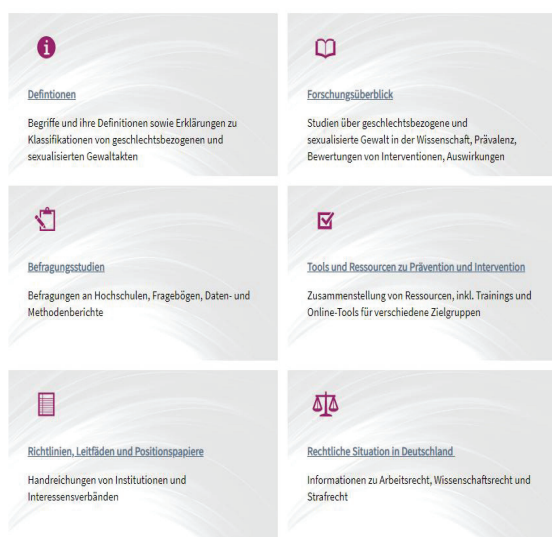 Defintionen
Begriffe und ihre Definitionen sowie Erklärungen zu
Klassifikationen von geschlechtsbezogenen und
sexualisierten Gewaltakten
Forschungsüberblick
Studien über geschlechtsbezogene und
sexualisierte Gewalt in der Wissenschaft, Prävalenz,
Bewertungen von Interventionen, Auswirkungen
Befragungsstudien
Befragungen an Hochschulen, Fragebögen, Daten- und
Methodenberichte
Tools und Ressourcen zu Prävention und Intervention
Zusammenstellung von Ressourcen, inkl. Trainings und
Online-Tools für verschiedene Zielgruppen
Richtlinien, Leitfäden und Positionspapiere
Handreichungen von Institutionen und
Interessensverbänden
Rechtliche Situation in Deutschland
Informationen zu Arbeitsrecht, Wissenschaftsrecht und
Strafrecht